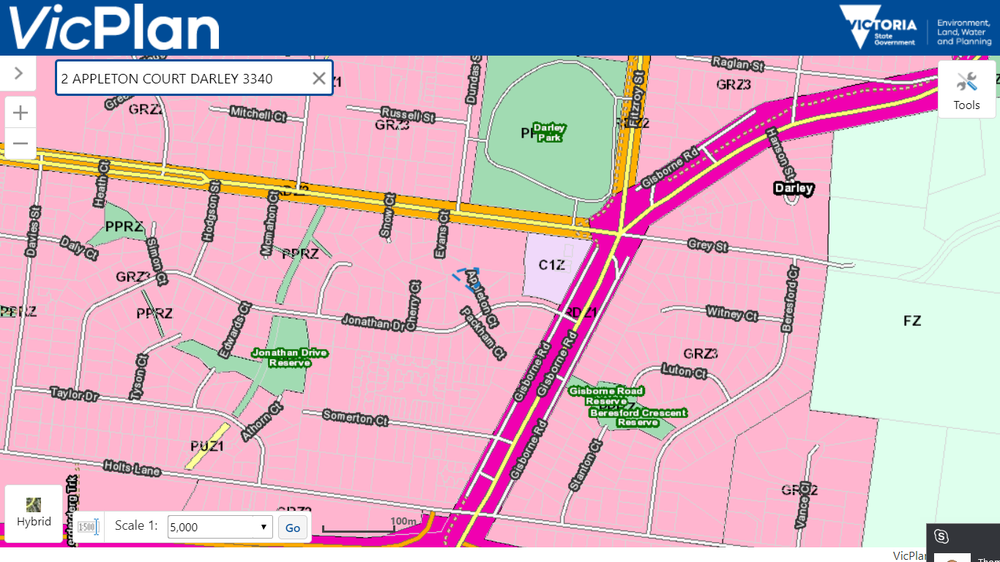 VicPlan
VICTORIA
State
Government
Environment,
Land, Water
and Planning
2 APPLETON COURT DARLEY 3340
Tools
Raglan St
GRZ3
Dundas St
Fitzroy St
Mitchell Ct
Russell St
GRZ3
Darley
Park
Gisborne Rd
Hanson St
Darley
Heath Ct
Hodgson St
Mcmahon Ct
Snow Ct
Evans Ct
Davies St
Daly Ct
PPRZ
Simon Ct
PPRZ
C1Z
Grey St
GRZ3
Appleton Ct
Packham Ct
Cherry Ct
Jonathan Dr
Edwards Ct
PPRZ
PPRZ
RDZ1
Witney Ct
Beresford Cr
FZ
Jonathan Drive
Reserve
Gisborne Rd
Gisborne Rd
GRZ3
Luton Ct
Tyson Ct
Taylor Dr
Gisborne Road
Reserve
PPRZ
Beresford Crescent
Reserve
Somerton Ct
Athorn Ct
PUZ1
Gisborne Rd
Stanton Ct
Holts Lane
GRZ2
Vance Cl
GRZ2
Hybrid
1:500
Scale 1:
5,000
Go
100m
VicPlan